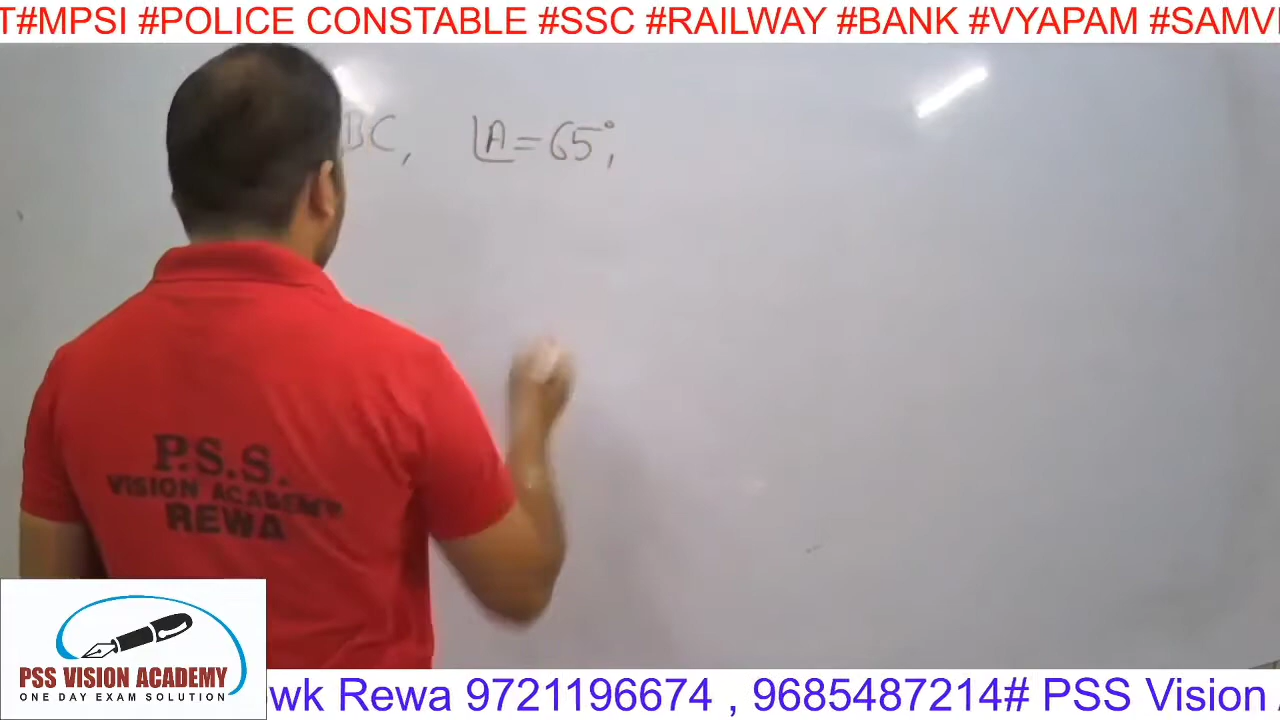 T#MPSI #POLICE CONSTABLE #SSC #RAILWAY #BANK #VYAPAM #SAMVI
BC, ∠A = 65°,
P.S.S.
VISION ACADEMY
REWA
PSS VISION ACADEMY
ONE DAY EXAM SOLUTION
wk Rewa 9721196674 , 9685487214# PSS Vision